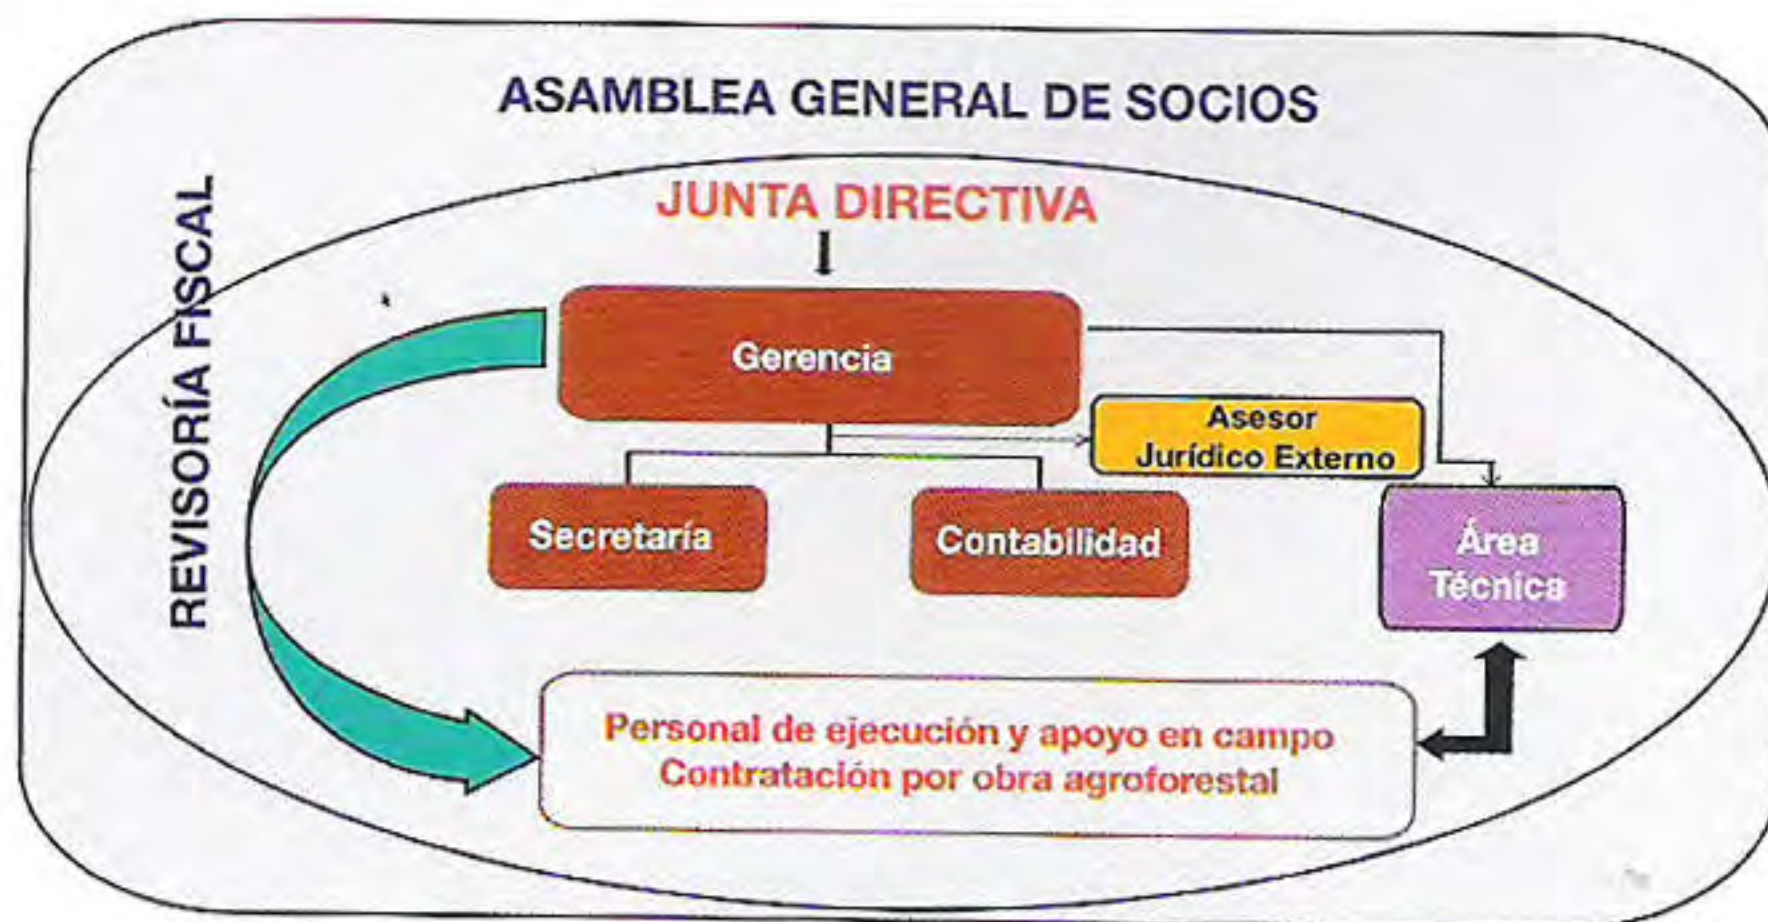 ASAMBLEA GENERAL DE SOCIOS
JUNTA DIRECTIVA
REVISORÍA FISCAL
Gerencia
Asesor
Jurídico Externo
Secretaría
Contabilidad
Área
Técnica
Personal de ejecución y apoyo en campo
Contratación por obra agroforestal